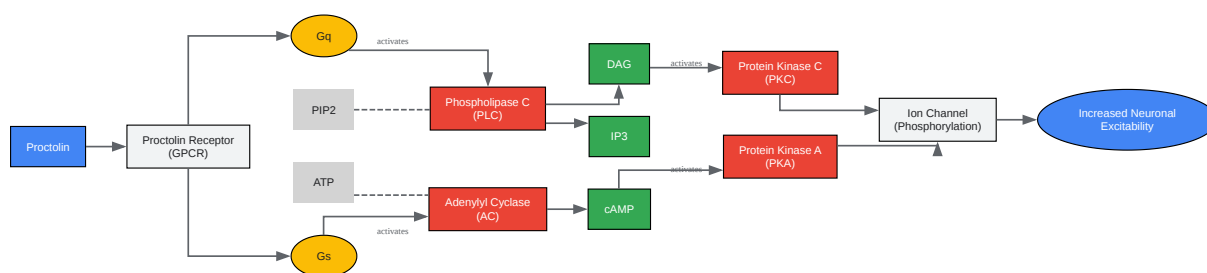 Proctolin
Proctolin Receptor
(GPCR)
Gq
activates
PIP2
Phospholipase C
(PLC)
DAG
IP3
activates
Protein Kinase C
(PKC)
ATP
Adenylyl Cyclase
(AC)
Gs
activates
cAMP
activates
Protein Kinase A
(PKA)
Ion Channel
(Phosphorylation)
Increased Neuronal
Excitability